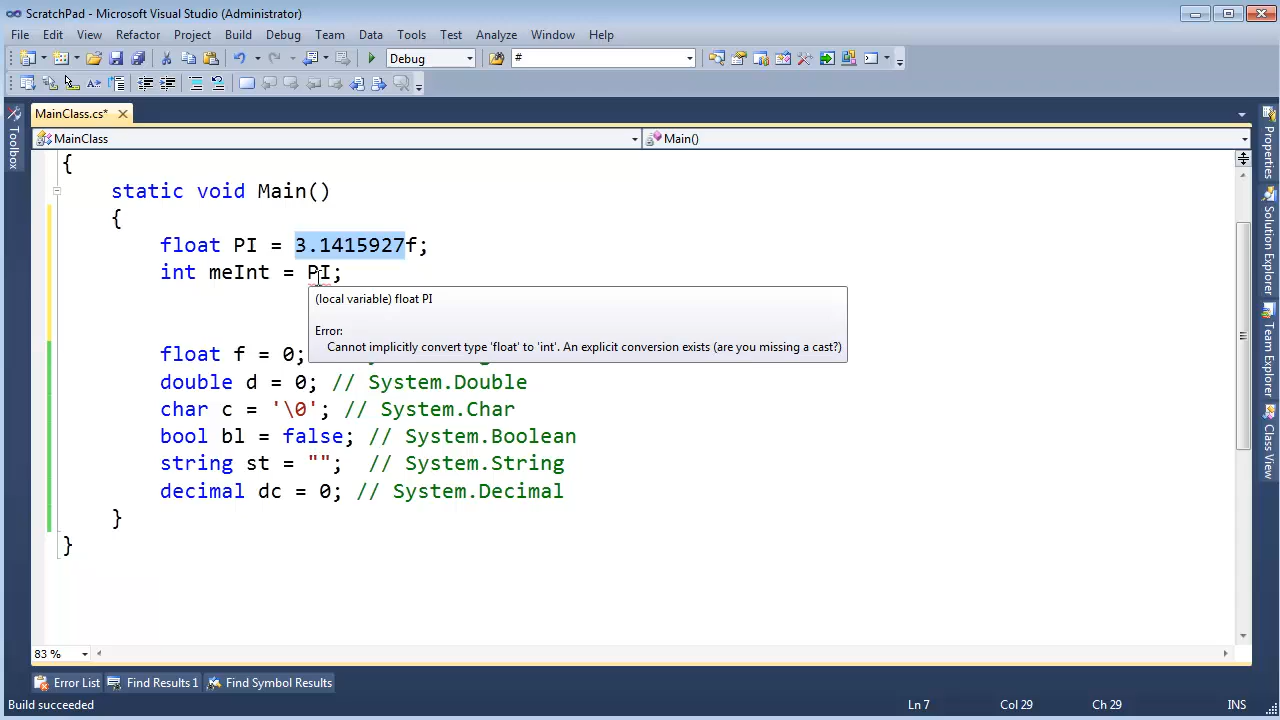 ScratchPad - Microsoft Visual Studio (Administrator)
File Edit View Refactor Project Build Debug Team Data Tools Test Analyze Window Help
Debug #
MainClass.cs*
MainClass Main()
{
static void Main()
{
float PI = 3.1415927f;
int meInt = PI;
(local variable) float PI
Error:
Cannot implicitly convert type 'float' to 'int'. An explicit conversion exists (are you missing a cast?)
float f = 0;
double d = 0; // System.Double
char c = '\0'; // System.Char
bool bl = false; // System.Boolean
string st = ""; // System.String
decimal dc = 0; // System.Decimal
}
}
Toolbox
Properties
Solution Explorer
Team Explorer
Class View
83 %
Error List Find Results 1 Find Symbol Results
Build succeeded Ln 7 Col 29 Ch 29 INS